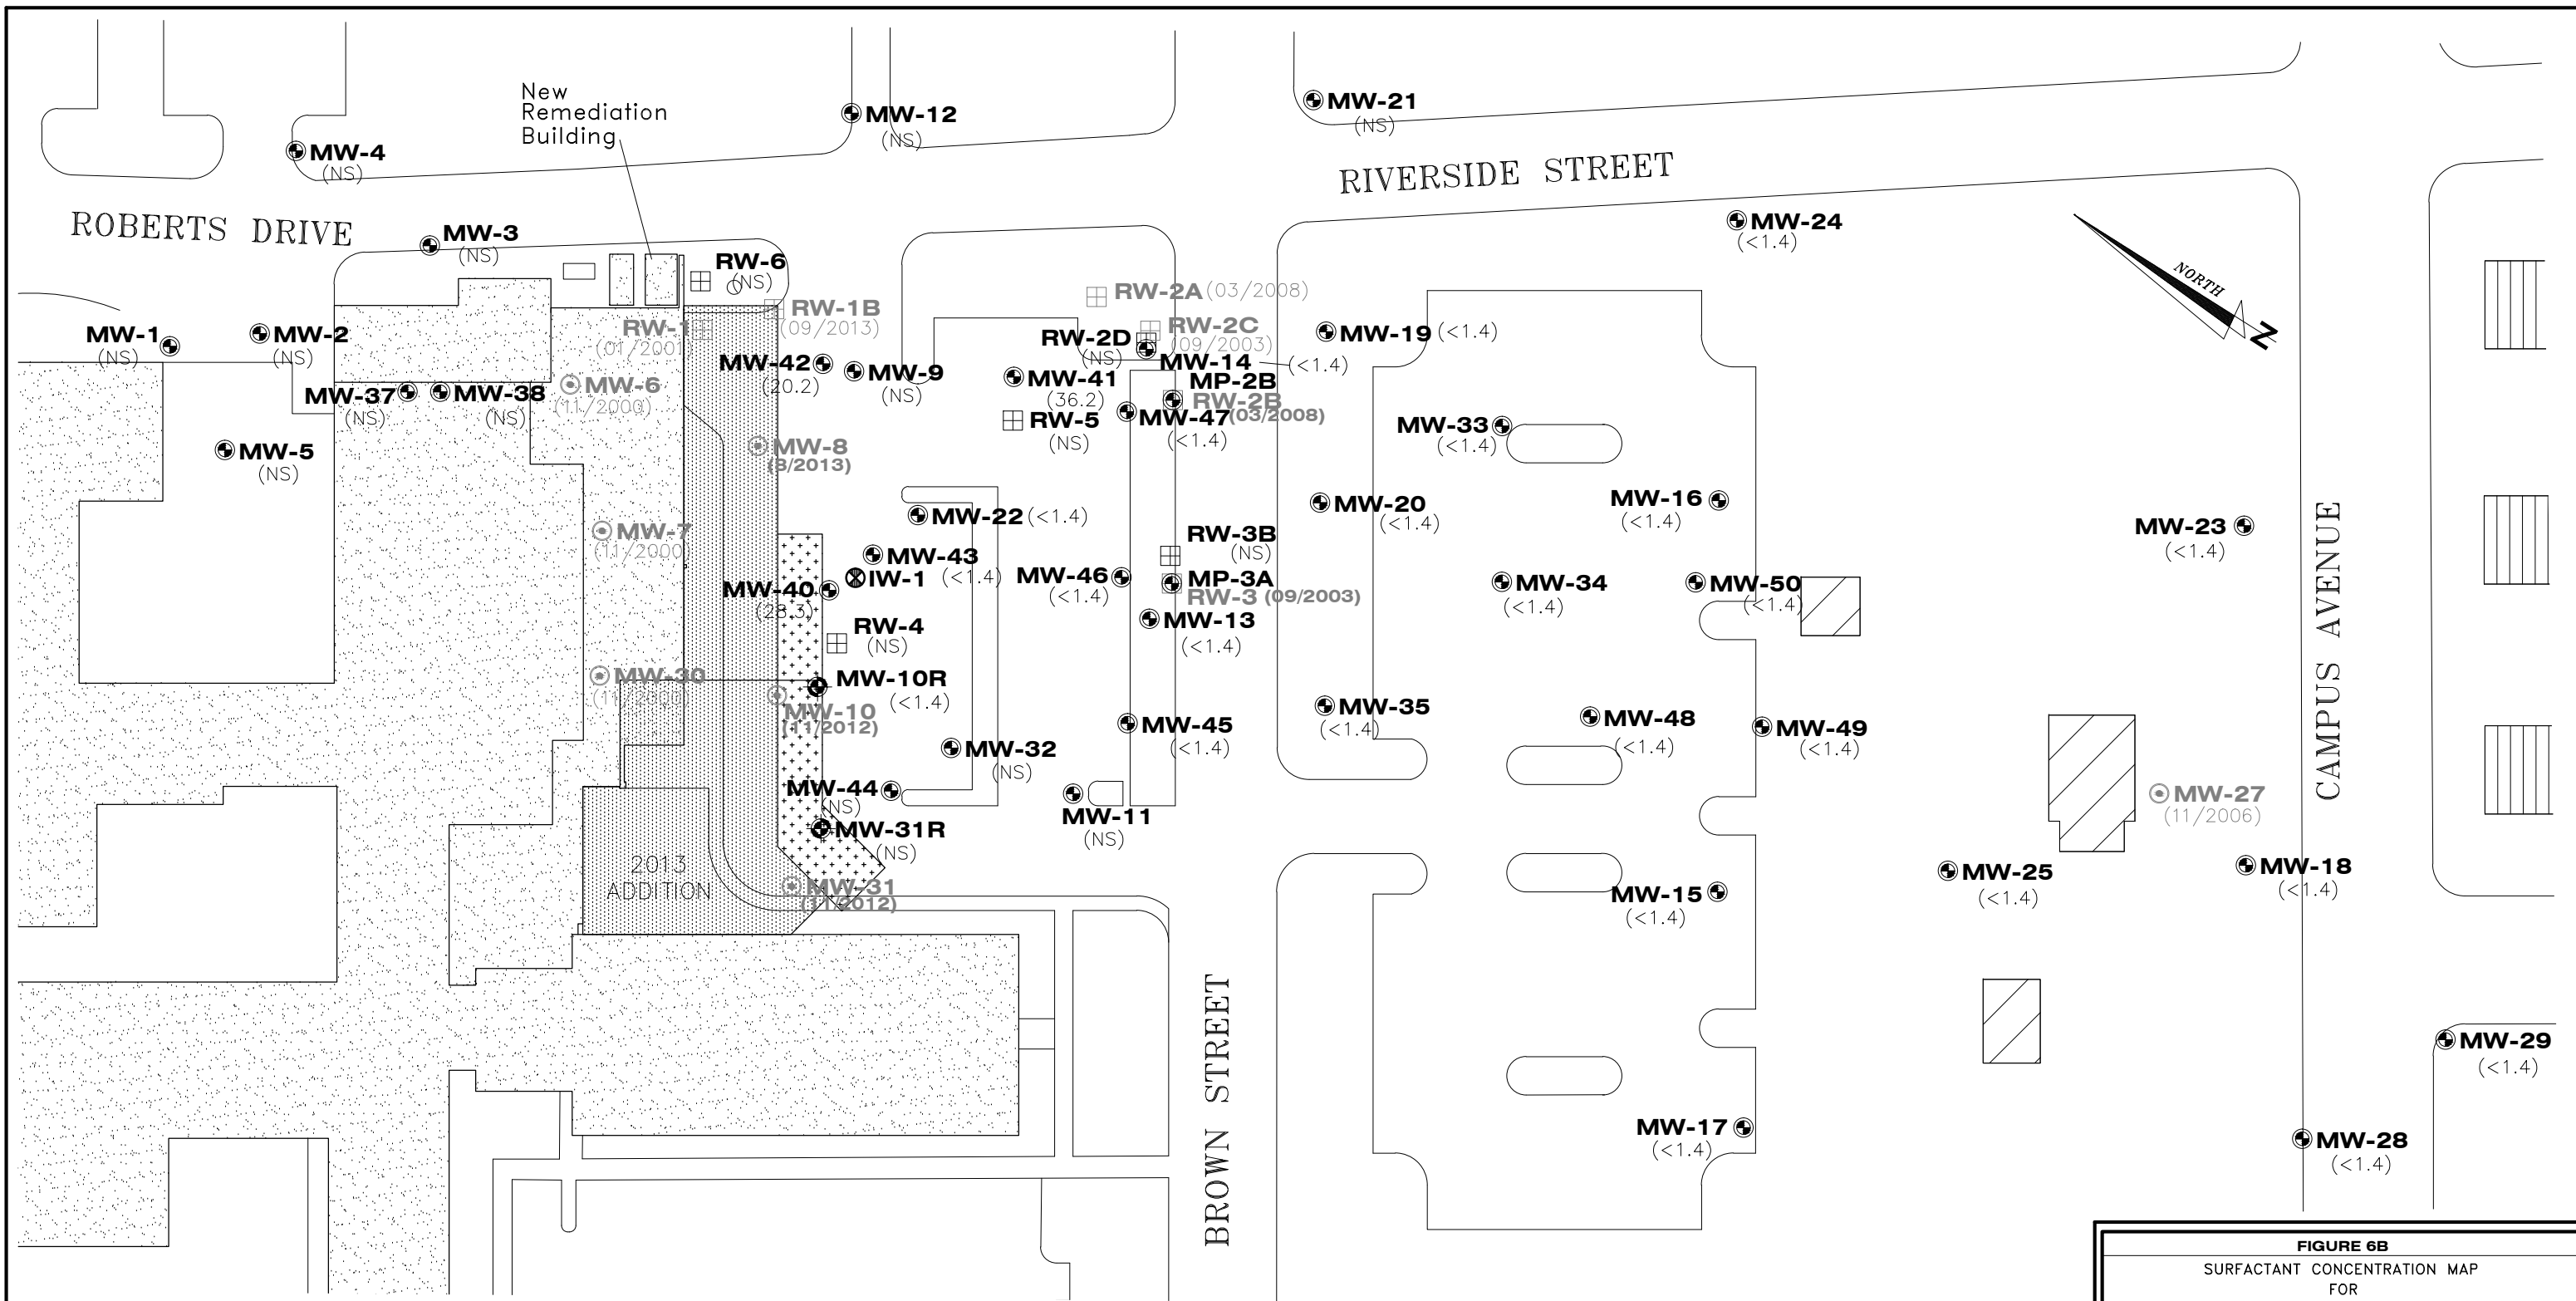 New
Remediation
Building
MW-12
(NS)
MW-21
(NS)
MW-4
(NS)
RIVERSIDE STREET
ROBERTS DRIVE
MW-3
(NS)
MW-24
(<1.4)
RW-6
(NS)
NORTH
N
RW-2A (03/2008)
RW-1B
(09/2013)
RW-1
(01/2001)
RW-2C
(09/2003)
RW-2D
(NS)
MW-19 (<1.4)
MW-1
(NS)
MW-2
(NS)
MW-42
(20.2)
MW-9
(NS)
MW-14
(<1.4)
MW-41
(36.2)
MP-2B
RW-2B
(03/2008)
MW-6
(11/2000)
MW-37
(NS)
MW-38
(NS)
RW-5
(NS)
MW-47
(<1.4)
MW-33
(<1.4)
MW-5
(NS)
MW-8
(8/2013)
MW-22 (<1.4)
MW-20
(<1.4)
MW-16
(<1.4)
MW-23
(<1.4)
CAMPUS AVENUE
MW-7
(11/2000)
RW-3B
(NS)
MW-43
(<1.4)
IW-1
MW-46
(<1.4)
MP-3A
RW-3 (09/2003)
MW-34
(<1.4)
MW-50
(<1.4)
MW-40
(28.3)
RW-4
(NS)
MW-13
(<1.4)
MW-30
(11/2000)
MW-10R
(<1.4)
MW-10
(11/2012)
MW-35
(<1.4)
MW-45
(<1.4)
MW-48
(<1.4)
MW-49
(<1.4)
MW-32
(NS)
MW-44
(NS)
MW-11
(NS)
MW-27
(11/2006)
MW-31R
(NS)
2013
ADDITION
MW-31
(11/2012)
MW-15
(<1.4)
MW-25
(<1.4)
MW-18
(<1.4)
BROWN STREET
MW-29
(<1.4)
MW-17
(<1.4)
MW-28
(<1.4)
FIGURE 6B
SURFACTANT CONCENTRATION MAP
FOR